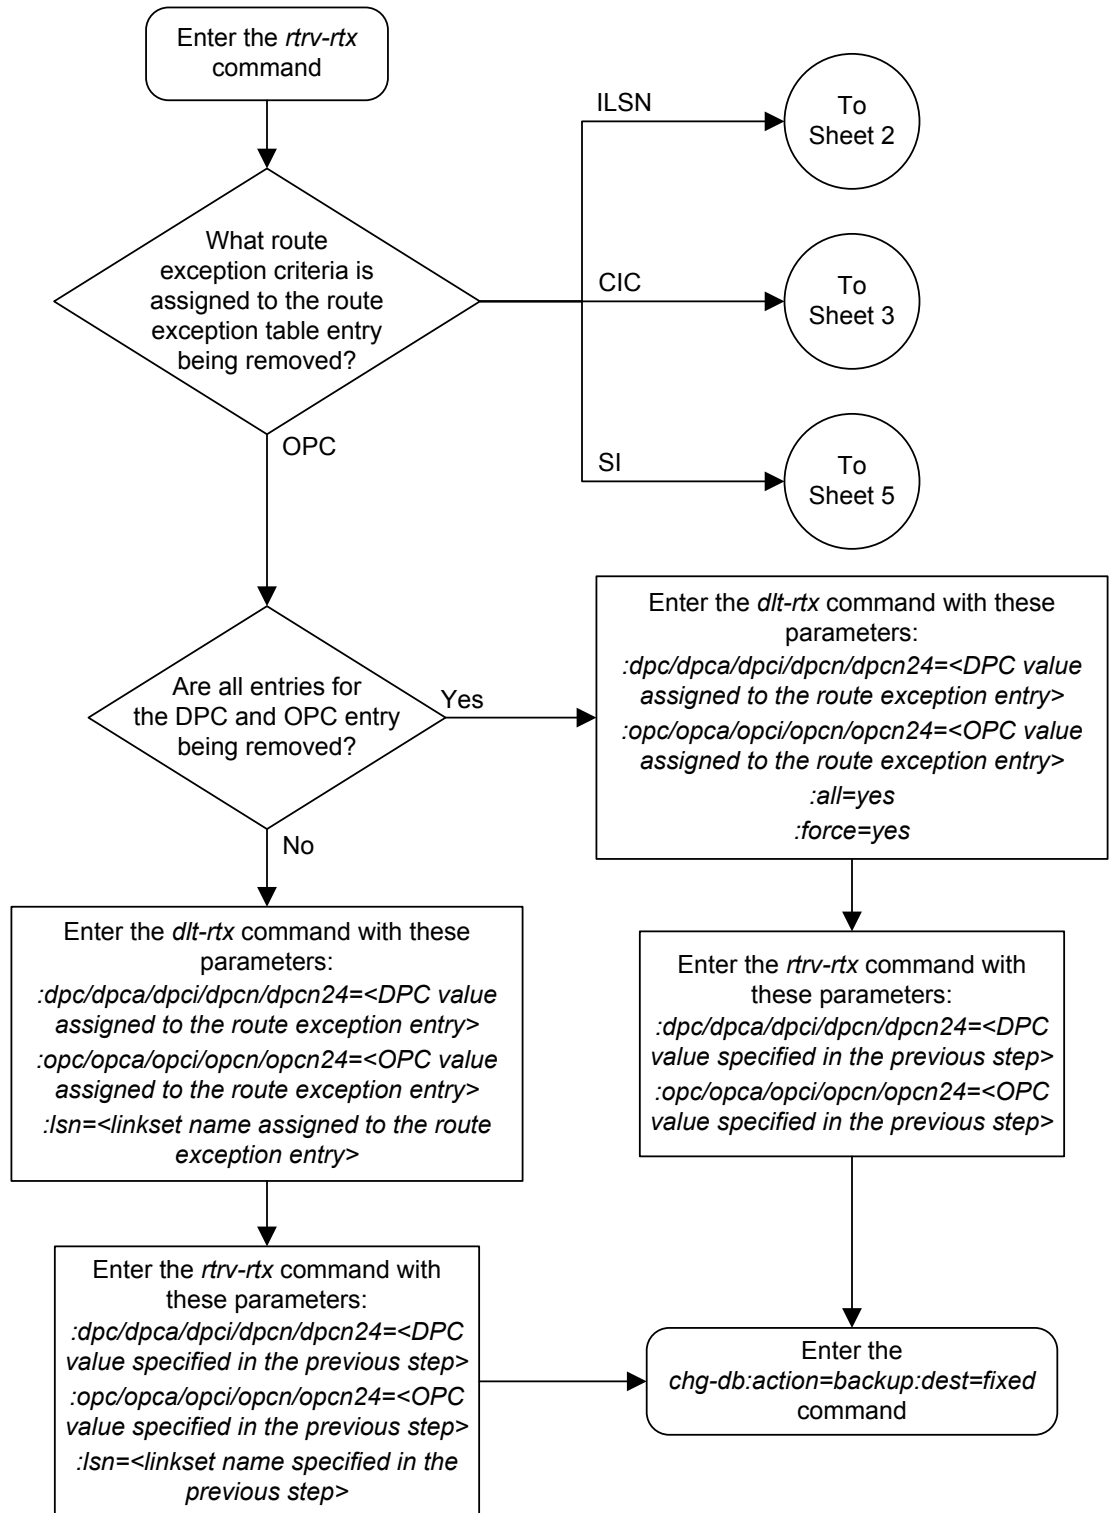 Enter the rtrv-rtx
command
ILSN
To
Sheet 2
What route
exception criteria is
assigned to the route
exception table entry
being removed?
CIC
To
Sheet 3
OPC
SI
To
Sheet 5
Are all entries for
the DPC and OPC entry
being removed?
Yes
Enter the dlt-rtx command with these
parameters:
:dpc/dpca/dpci/dpcn/dpcn24=<DPC value
assigned to the route exception entry>
:opc/opca/opci/opcn/opcn24=<OPC value
assigned to the route exception entry>
:all=yes
:force=yes
No
Enter the dlt-rtx command with these
parameters:
:dpc/dpca/dpci/dpcn/dpcn24=<DPC value
assigned to the route exception entry>
:opc/opca/opci/opcn/opcn24=<OPC value
assigned to the route exception entry>
:lsn=<linkset name assigned to the route
exception entry>
Enter the rtrv-rtx command with
these parameters:
:dpc/dpca/dpci/dpcn/dpcn24=<DPC
value specified in the previous step>
:opc/opca/opci/opcn/opcn24=<OPC
value specified in the previous step>
Enter the rtrv-rtx command with
these parameters:
:dpc/dpca/dpci/dpcn/dpcn24=<DPC
value specified in the previous step>
:opc/opca/opci/opcn/opcn24=<OPC
value specified in the previous step>
:lsn=<linkset name specified in the
previous step>
Enter the
chg-db:action=backup:dest=fixed
command